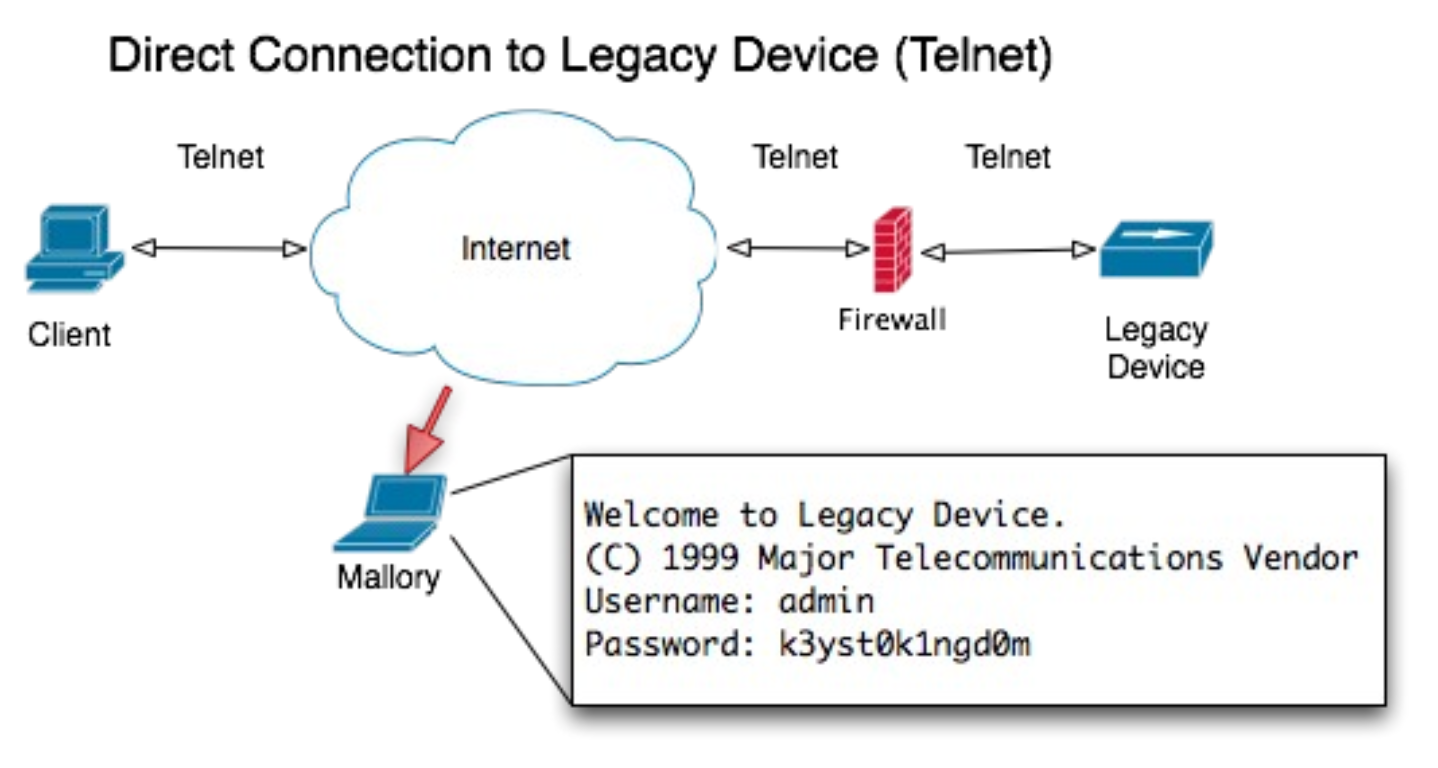 Direct Connection to Legacy Device (Telnet)
Telnet
Telnet
Telnet
Internet
Client
Firewall
Legacy
Device
Mallory
Welcome to Legacy Device.
(C) 1999 Major Telecommunications Vendor
Username: admin
Password: k3yst0k1ngd0m